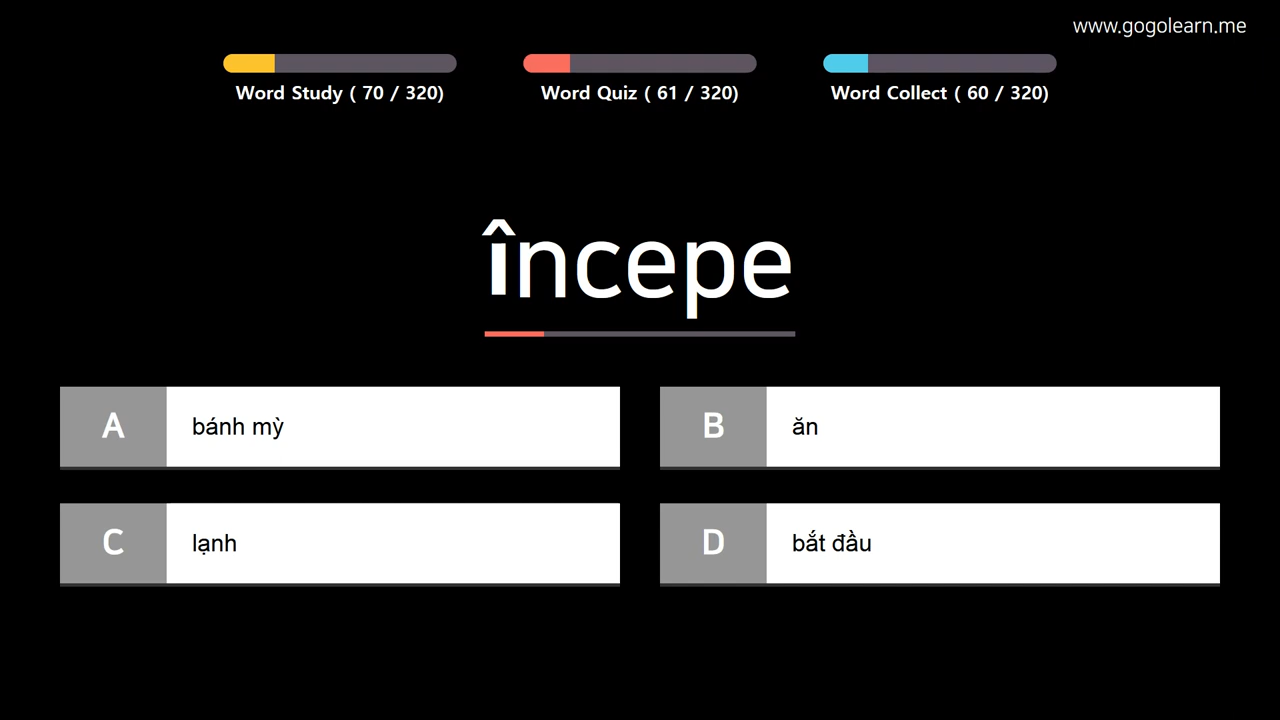 www.gogolearn.me
Word Study ( 70 / 320)
Word Quiz ( 61 / 320)
Word Collect ( 60 / 320)
începe
A bánh mỳ
B ăn
C lạnh
D bắt đầu